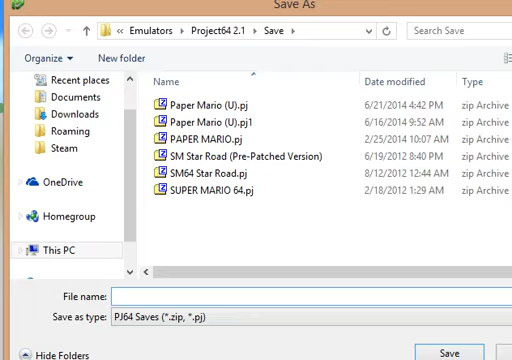 Save As
« Emulators › Project64 2.1 › Save ›
Search Save
Organize New folder
Recent places
Documents
Downloads
Roaming
Steam
OneDrive
Homegroup
This PC
Name Date modified Type
Paper Mario (U).pj 6/21/2014 4:42 PM zip Archive
Paper Mario (U).pj1 6/16/2014 9:52 AM zip Archive
PAPER MARIO.pj 2/25/2014 10:07 AM zip Archive
SM Star Road (Pre-Patched Version) 6/19/2012 8:40 PM zip Archive
SM64 Star Road.pj 8/12/2012 12:44 AM zip Archive
SUPER MARIO 64.pj 2/18/2012 1:29 AM zip Archive
File name:
Save as type: PJ64 Saves (*.zip, *.pj)
Hide Folders
Save